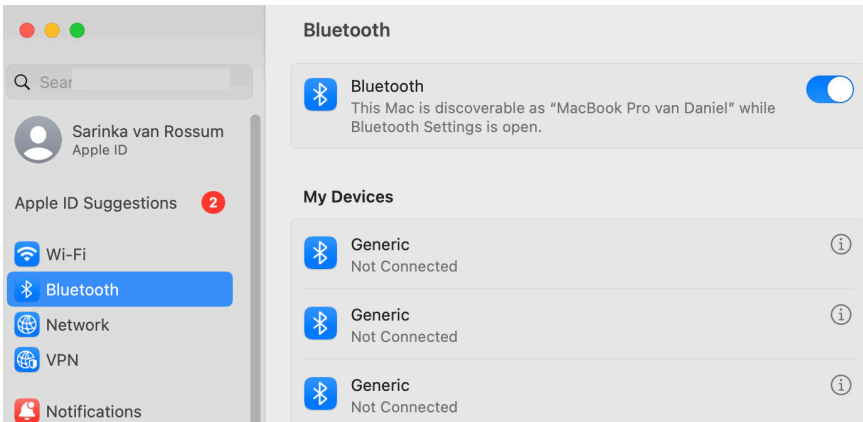 Bluetooth
Sear
Bluetooth
This Mac is discoverable as “MacBook Pro van Daniel” while
Bluetooth Settings is open.
Sarinka van Rossum
Apple ID
Apple ID Suggestions 2
My Devices
Wi-Fi
Bluetooth
Network
VPN
Notifications
Generic
Not Connected
Generic
Not Connected
Generic
Not Connected